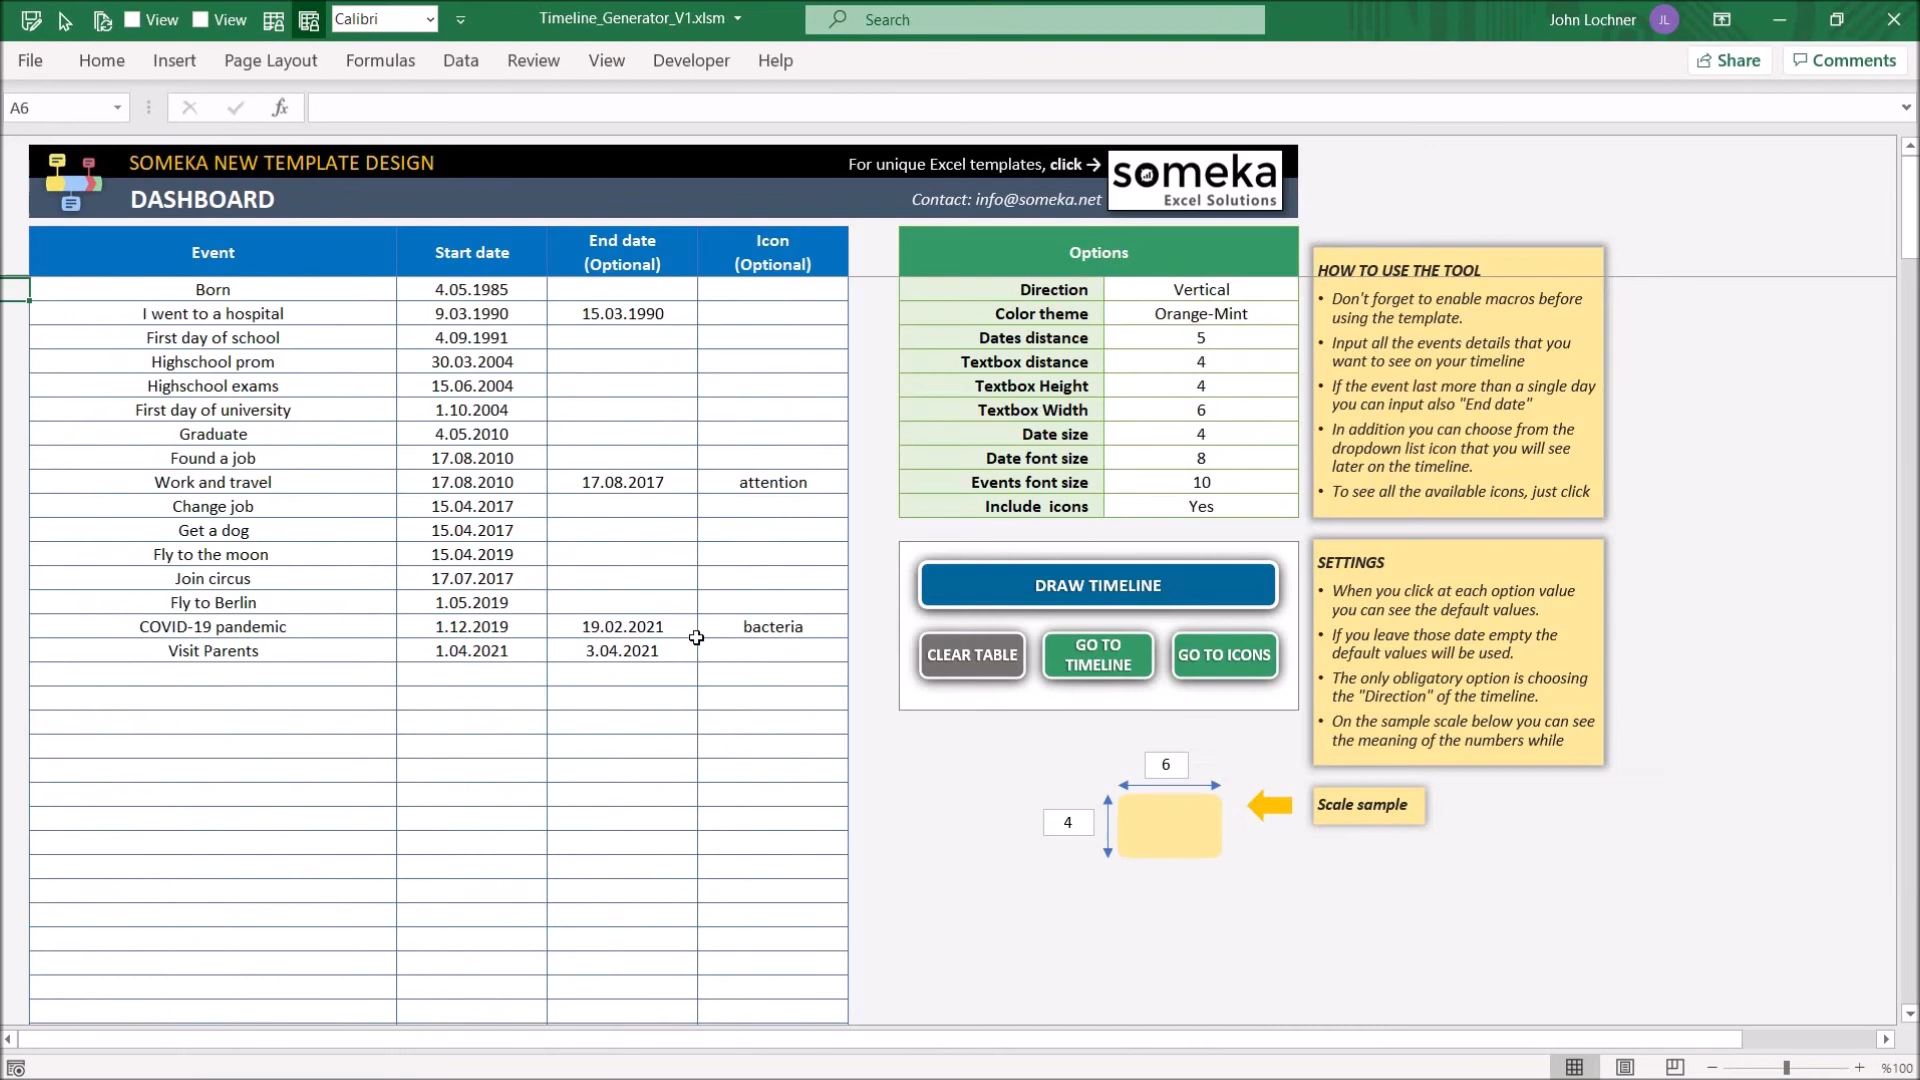 View
View
Calibri
Timeline_Generator_V1.xlsm
Search
John Lochner
JL
File
Home
Insert
Page Layout
Formulas
Data
Review
View
Developer
Help
Share
Comments
A6
fx
SOMEKA NEW TEMPLATE DESIGN
DASHBOARD
For unique Excel templates, click →
Contact: info@someka.net
someka
Excel Solutions
Event
Start date
End date
(Optional)
Icon
(Optional)
Born 4.05.1985
I went to a hospital 9.03.1990 15.03.1990
First day of school 4.09.1991
Highschool prom 30.03.2004
Highschool exams 15.06.2004
First day of university 1.10.2004
Graduate 4.05.2010
Found a job 17.08.2010
Work and travel 17.08.2010 17.08.2017 attention
Change job 15.04.2017
Get a dog 15.04.2017
Fly to the moon 15.04.2019
Join circus 17.07.2017
Fly to Berlin 1.05.2019
COVID-19 pandemic 1.12.2019 19.02.2021 bacteria
Visit Parents 1.04.2021 3.04.2021
Options
Direction Vertical
Color theme Orange-Mint
Dates distance 5
Textbox distance 4
Textbox Height 4
Textbox Width 6
Date size 4
Date font size 8
Events font size 10
Include icons Yes
DRAW TIMELINE
CLEAR TABLE
GO TO
TIMELINE
GO TO ICONS
6
4
HOW TO USE THE TOOL
• Don't forget to enable macros before
using the template.
• Input all the events details that you
want to see on your timeline
• If the event last more than a single day
you can input also "End date"
• In addition you can choose from the
dropdown list icon that you will see
later on the timeline.
• To see all the available icons, just click
SETTINGS
• When you click at each option value
you can see the default values.
• If you leave those date empty the
default values will be used.
• The only obligatory option is choosing
the "Direction" of the timeline.
• On the sample scale below you can see
the meaning of the numbers while
Scale sample
%100